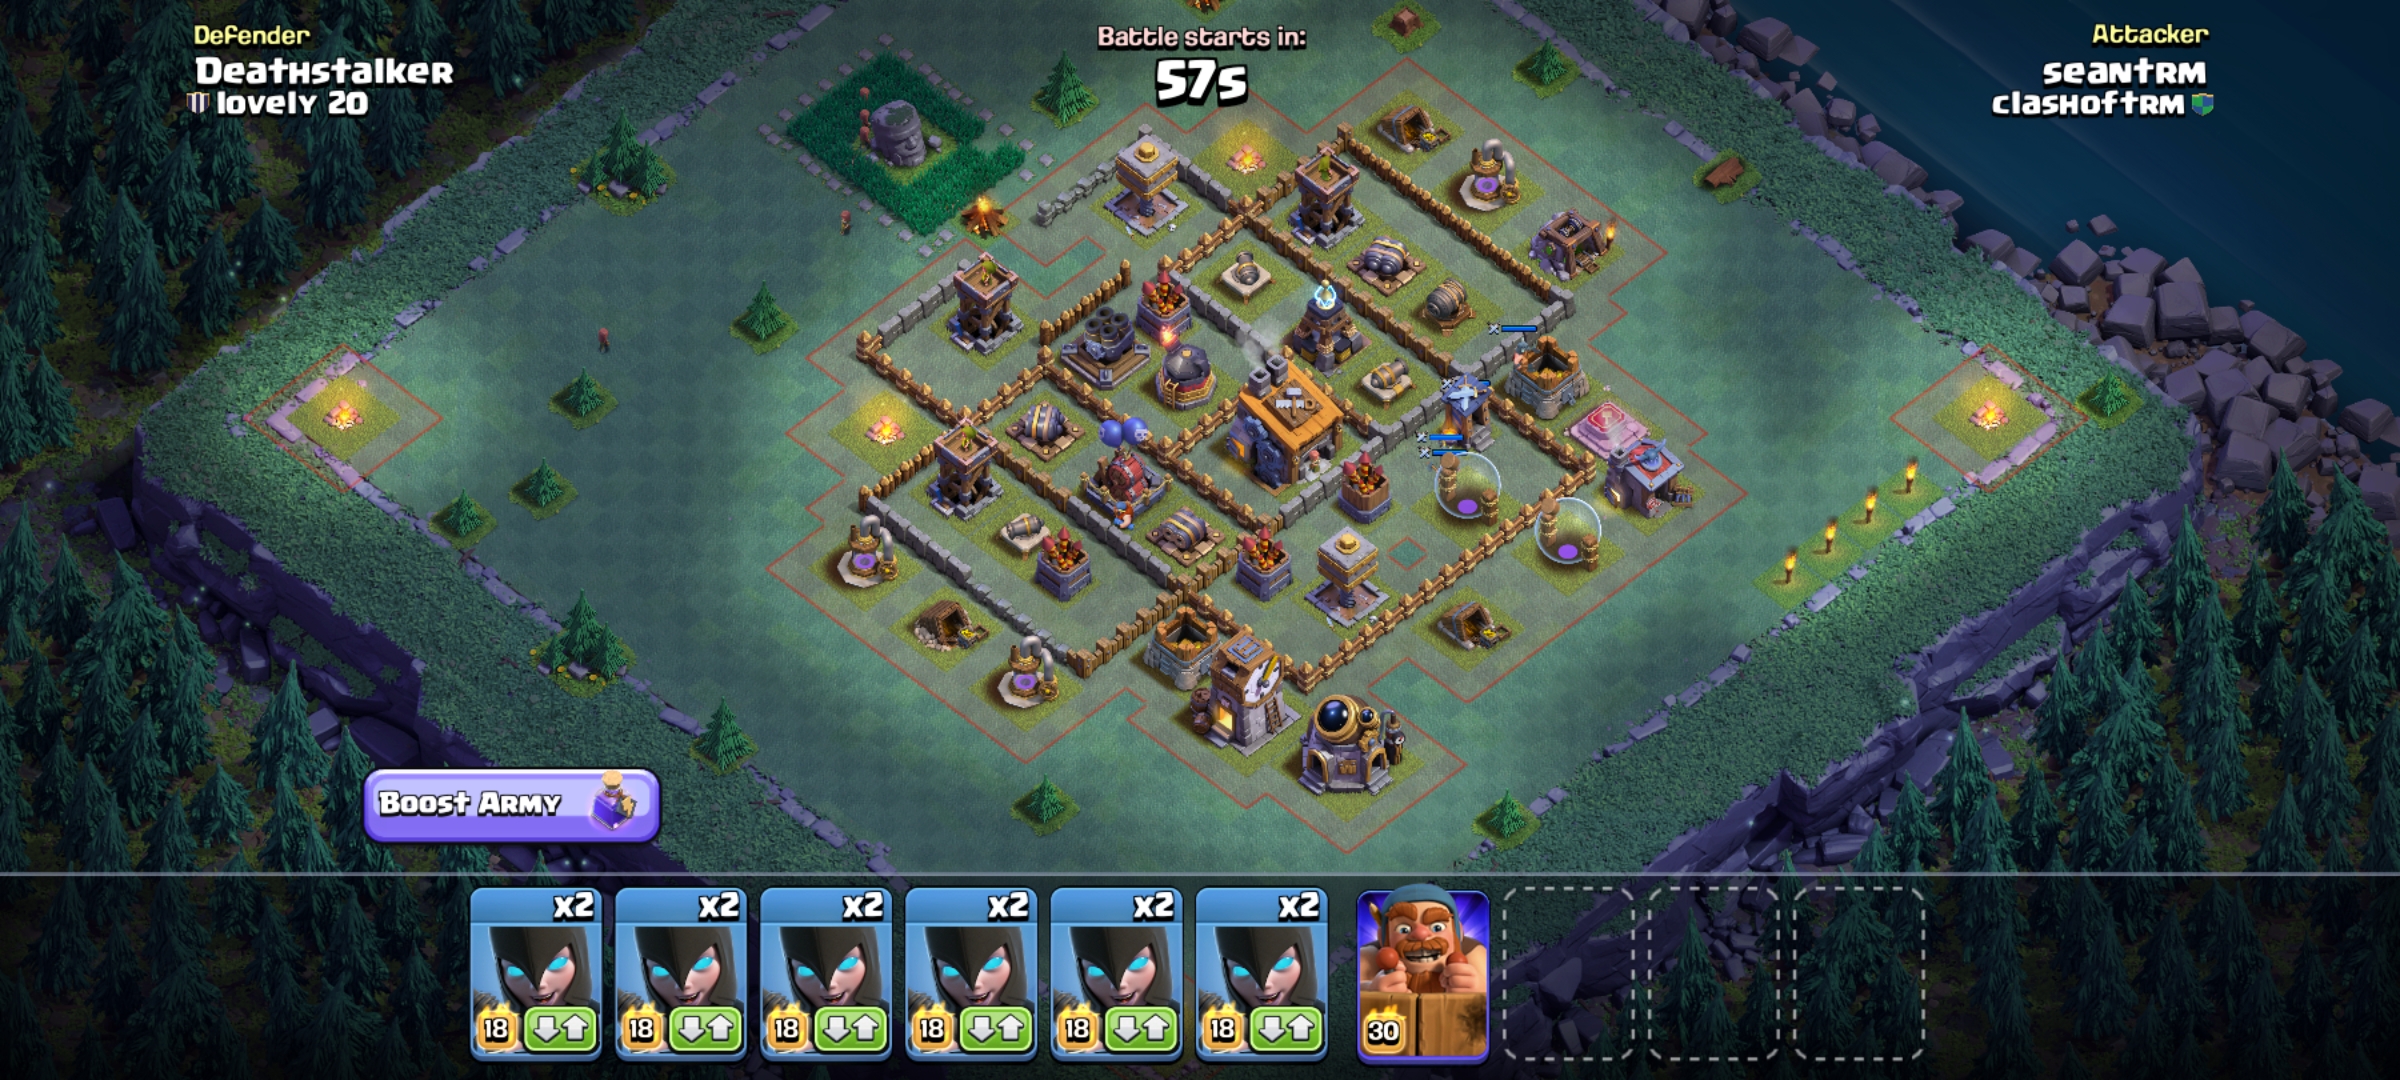 Defender
Deathstalker
lovely 20
Battle starts in:
57s
Attacker
seantRM
clashoftRM
Boost Army
x2
x2
x2
x2
x2
x2
18
18
18
18
18
18
30